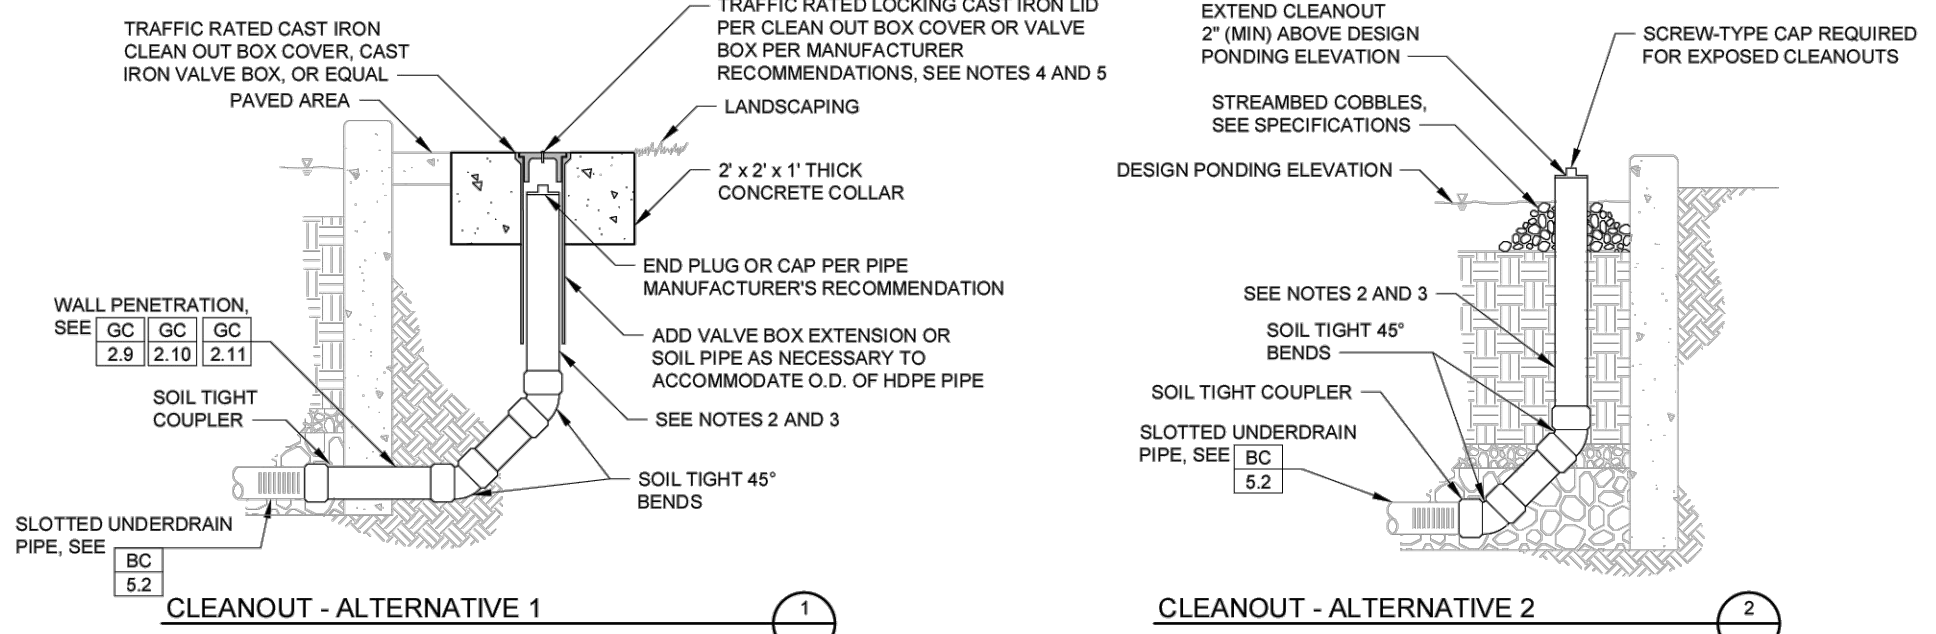 TRAFFIC RATED CAST IRON
CLEAN OUT BOX COVER, CAST
IRON VALVE BOX, OR EQUAL
PAVED AREA
TRAFFIC RATED LOCKING CAST IRON LID
PER CLEAN OUT BOX COVER OR VALVE
BOX PER MANUFACTURER
RECOMMENDATIONS, SEE NOTES 4 AND 5
LANDSCAPING
2' x 2' x 1' THICK
CONCRETE COLLAR
END PLUG OR CAP PER PIPE
MANUFACTURER'S RECOMMENDATION
WALL PENETRATION,
SEE GC GC GC
2.9 2.10 2.11
ADD VALVE BOX EXTENSION OR
SOIL PIPE AS NECESSARY TO
ACCOMMODATE O.D. OF HDPE PIPE
SOIL TIGHT
COUPLER
SEE NOTES 2 AND 3
SOIL TIGHT 45°
BENDS
SLOTTED UNDERDRAIN
PIPE, SEE
BC
5.2
CLEANOUT - ALTERNATIVE 1
1
EXTEND CLEANOUT
2" (MIN) ABOVE DESIGN
PONDING ELEVATION
SCREW-TYPE CAP REQUIRED
FOR EXPOSED CLEANOUTS
STREAMBED COBBLES,
SEE SPECIFICATIONS
DESIGN PONDING ELEVATION
SEE NOTES 2 AND 3
SOIL TIGHT 45°
BENDS
SOIL TIGHT COUPLER
SLOTTED UNDERDRAIN
PIPE, SEE BC
5.2
CLEANOUT - ALTERNATIVE 2
2